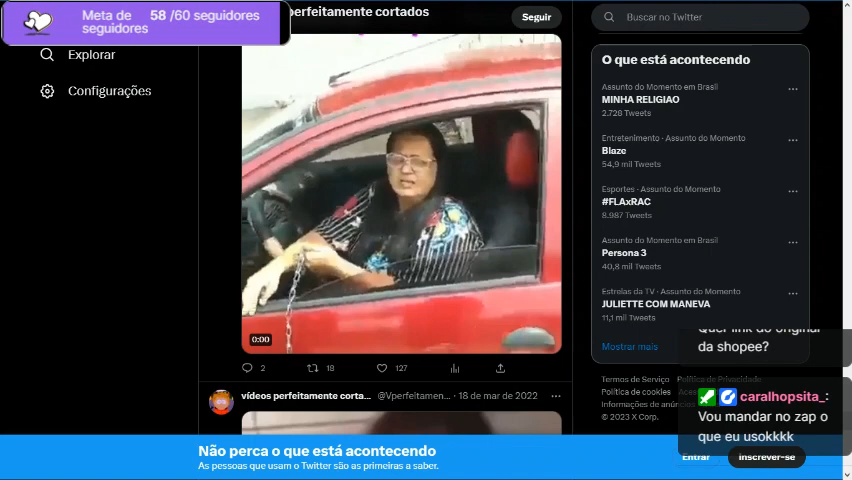 Meta de seguidores
58 /60 seguidores
perfeitamente cortados
Seguir
Buscar no Twitter
Explorar
Configurações
O que está acontecendo
Assunto do Momento em Brasil
MINHA RELIGIAO
2.728 Tweets
Entretenimento · Assunto do Momento
Blaze
54,9 mil Tweets
Esportes · Assunto do Momento
#FLAxRAC
8.987 Tweets
Assunto do Momento em Brasil
Persona 3
40,8 mil Tweets
Estrelas da TV · Assunto do Momento
JULIETTE COM MANEVA
11,1 mil Tweets
Mostrar mais
0:00
2
18
127
vídeos perfeitamente corta... @Vperfeitamen... · 18 de mar de 2022
Termos de Serviço Política de Privacidade
Política de cookies
Informações de
© 2023 X Corp.
Quer link do original
da shopee?
caralhopsita_:
Vou mandar no zap o
que eu usokkkk
Não perca o que está acontecendo
As pessoas que usam o Twitter são as primeiras a saber.
Entrar
Inscrever-se